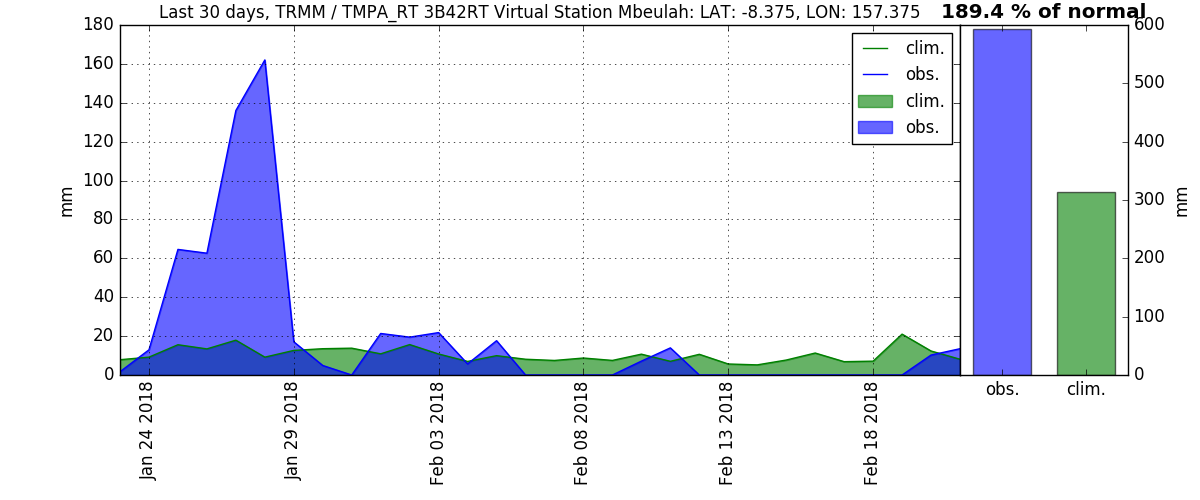 Last 30 days, TRMM / TMPA_RT 3B42RT Virtual Station Mbeulah: LAT: -8.375, LON: 157.375
189.4 % of normal
180
160
140
120
100
80
60
40
20
0
mm
clim.
obs.
clim.
obs.
Jan 24 2018
Jan 29 2018
Feb 03 2018
Feb 08 2018
Feb 13 2018
Feb 18 2018
600
500
400
300
200
100
0
mm
obs.
clim.